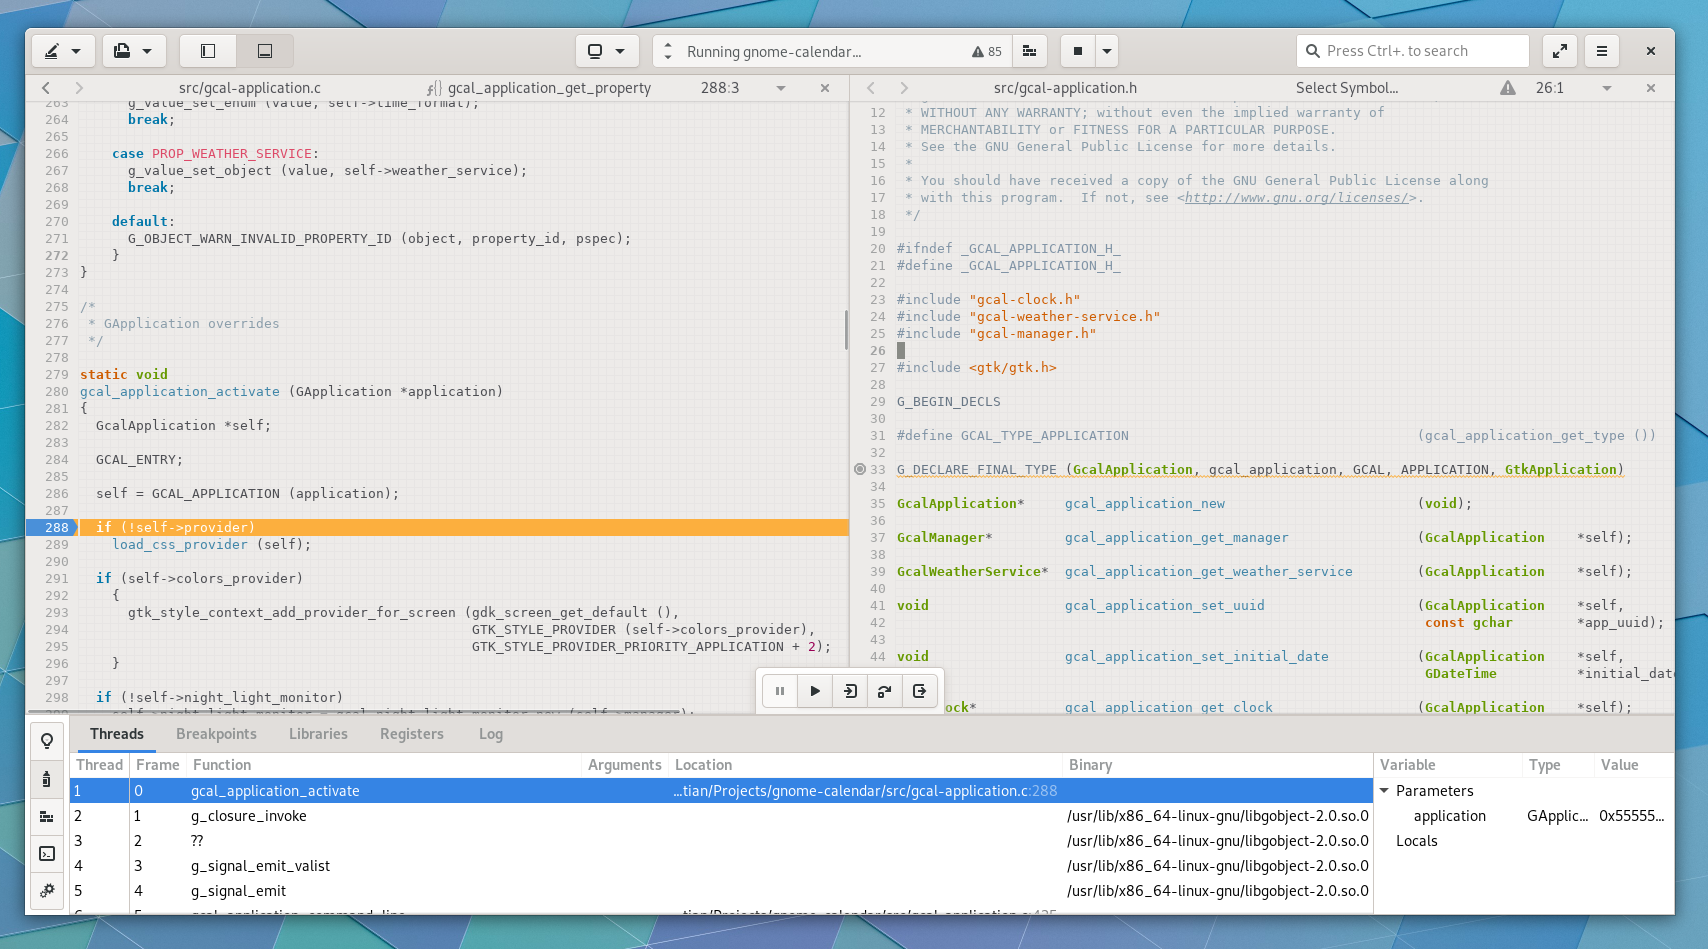 Running gnome-calendar...
85
Press Ctrl+. to search
src/gcal-application.c
gcal_application_get_property
288:3
src/gcal-application.h
Select Symbol...
26:1
263 g_value_set_enum (value, self->time_format);
264 break;
265
266 case PROP_WEATHER_SERVICE:
267 g_value_set_object (value, self->weather_service);
268 break;
269
270 default:
271 G_OBJECT_WARN_INVALID_PROPERTY_ID (object, property_id, pspec);
272 }
273 }
274
275 /*
276 * GApplication overrides
277 */
278
279 static void
280 gcal_application_activate (GApplication *application)
281 {
282 GcalApplication *self;
283
284 GCAL_ENTRY;
285
286 self = GCAL_APPLICATION (application);
287
288 if (!self->provider)
289 load_css_provider (self);
290
291 if (self->colors_provider)
292 {
293 gtk_style_context_add_provider_for_screen (gdk_screen_get_default (),
294 GTK_STYLE_PROVIDER (self->colors_provider),
295 GTK_STYLE_PROVIDER_PRIORITY_APPLICATION + 2);
296 }
297
298 if (!self->night_light_monitor)
12 * WITHOUT ANY WARRANTY; without even the implied warranty of
13 * MERCHANTABILITY or FITNESS FOR A PARTICULAR PURPOSE.
14 * See the GNU General Public License for more details.
15 *
16 * You should have received a copy of the GNU General Public License along
17 * with this program. If not, see <http://www.gnu.org/licenses/>.
18 */
19
20 #ifndef _GCAL_APPLICATION_H_
21 #define _GCAL_APPLICATION_H_
22
23 #include "gcal-clock.h"
24 #include "gcal-weather-service.h"
25 #include "gcal-manager.h"
26
27 #include <gtk/gtk.h>
28
29 G_BEGIN_DECLS
30
31 #define GCAL_TYPE_APPLICATION (gcal_application_get_type ())
32
33 G_DECLARE_FINAL_TYPE (GcalApplication, gcal_application, GCAL, APPLICATION, GtkApplication)
34
35 GcalApplication* gcal_application_new (void);
36
37 GcalManager* gcal_application_get_manager (GcalApplication *self);
38
39 GcalWeatherService* gcal_application_get_weather_service (GcalApplication *self);
40
41 void gcal_application_set_uuid (GcalApplication *self,
42 const gchar *app_uuid);
43
44 void gcal_application_set_initial_date (GcalApplication *self,
GDateTime *initial_date
ock* gcal_application_get_clock (GcalApplication *self);
Threads Breakpoints Libraries Registers Log
Thread Frame Function Arguments Location Binary
1 0 gcal_application_activate ...tian/Projects/gnome-calendar/src/gcal-application.c:288
2 1 g_closure_invoke /usr/lib/x86_64-linux-gnu/libgobject-2.0.so.0
3 2 ?? /usr/lib/x86_64-linux-gnu/libgobject-2.0.so.0
4 3 g_signal_emit_valist /usr/lib/x86_64-linux-gnu/libgobject-2.0.so.0
5 4 g_signal_emit /usr/lib/x86_64-linux-gnu/libgobject-2.0.so.0
Variable Type Value
Parameters
application GApplic... 0x55555...
Locals